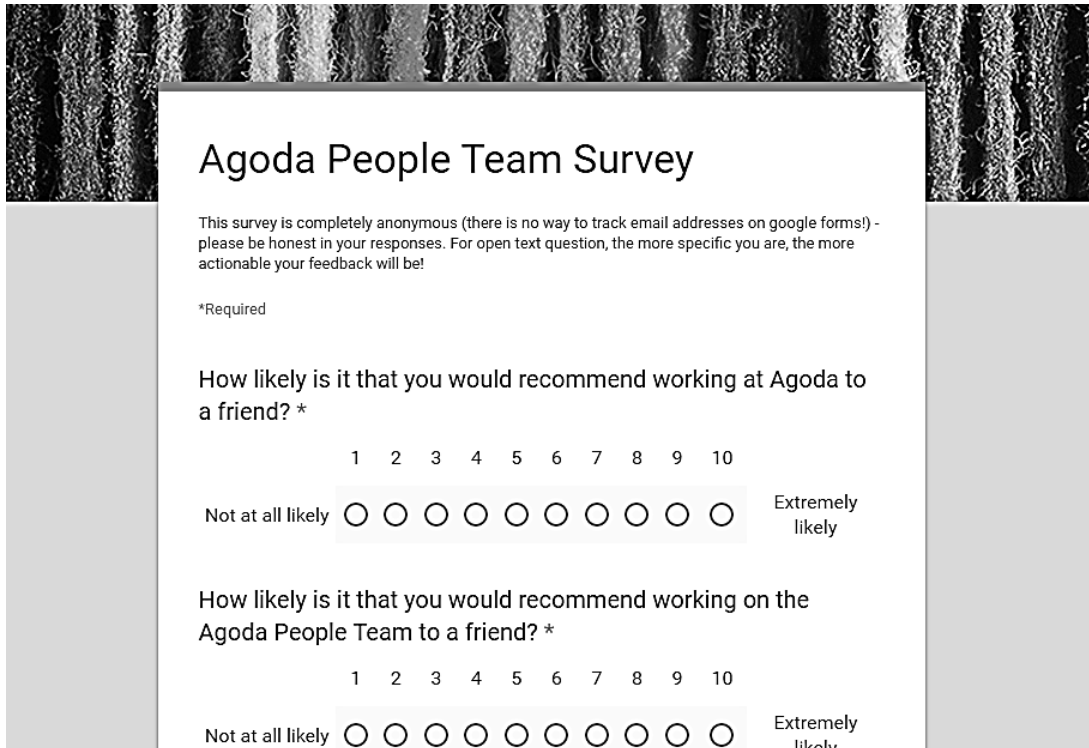 Agoda People Team Survey
This survey is completely anonymous (there is no way to track email addresses on google forms!) -
please be honest in your responses. For open text question, the more specific you are, the more
actionable your feedback will be!
*Required
How likely is it that you would recommend working at Agoda to
a friend? *
1 2 3 4 5 6 7 8 9 10
Not at all likely
Extremely
likely
How likely is it that you would recommend working on the
Agoda People Team to a friend? *
1 2 3 4 5 6 7 8 9 10
Not at all likely
Extremely
likely